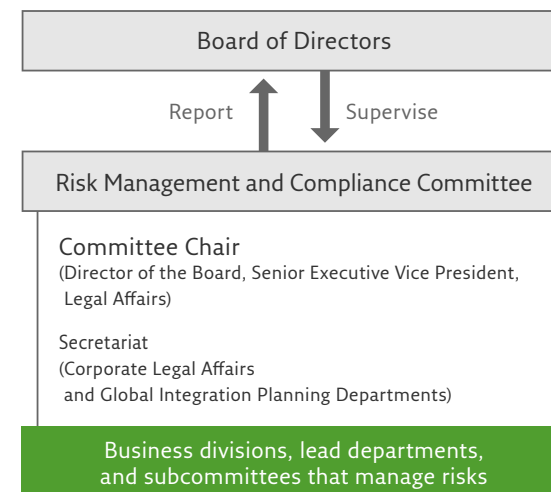 Board of Directors
Report
Supervise
Risk Management and Compliance Committee
Committee Chair
(Director of the Board, Senior Executive Vice President,
Legal Affairs)
Secretariat
(Corporate Legal Affairs
and Global Integration Planning Departments)
Business divisions, lead departments,
and subcommittees that manage risks